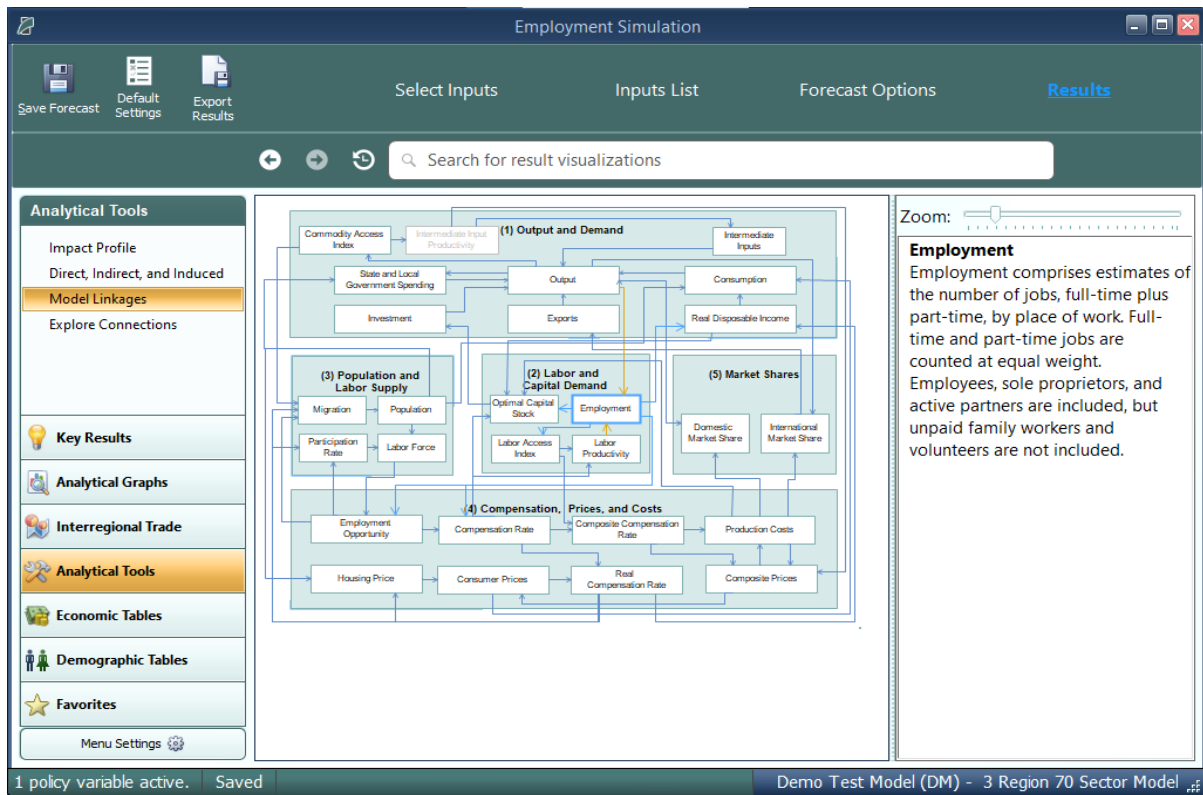 Employment Simulation
Save Forecast
Default
Settings
Export
Results
Select Inputs
Inputs List
Forecast Options
Results
Search for result visualizations
Analytical Tools
Impact Profile
Direct, Indirect, and Induced
Model Linkages
Explore Connections
Key Results
Analytical Graphs
Interregional Trade
Analytical Tools
Economic Tables
Demographic Tables
Favorites
Menu Settings
(1) Output and Demand
Commodity Access
Index
Intermediate Input
Productivity
Intermediate
Inputs
State and Local
Government Spending
Output
Consumption
Investment
Exports
Real Disposable Income
(3) Population and
Labor Supply
Migration
Population
Participation
Rate
Labor Force
(2) Labor and
Capital Demand
Optimal Capital
Stock
Employment
Labor Access
Index
Labor
Productivity
(5) Market Shares
Domestic
Market Share
International
Market Share
(4) Compensation, Prices, and Costs
Employment
Opportunity
Compensation Rate
Composite Compensation
Rate
Production Costs
Housing Price
Consumer Prices
Real
Compensation Rate
Composite Prices
Zoom:
Employment
Employment comprises estimates of
the number of jobs, full-time plus
part-time, by place of work. Full-
time and part-time jobs are
counted at equal weight.
Employees, sole proprietors, and
active partners are included, but
unpaid family workers and
volunteers are not included.
1 policy variable active.
Saved
Demo Test Model (DM) - 3 Region 70 Sector Model